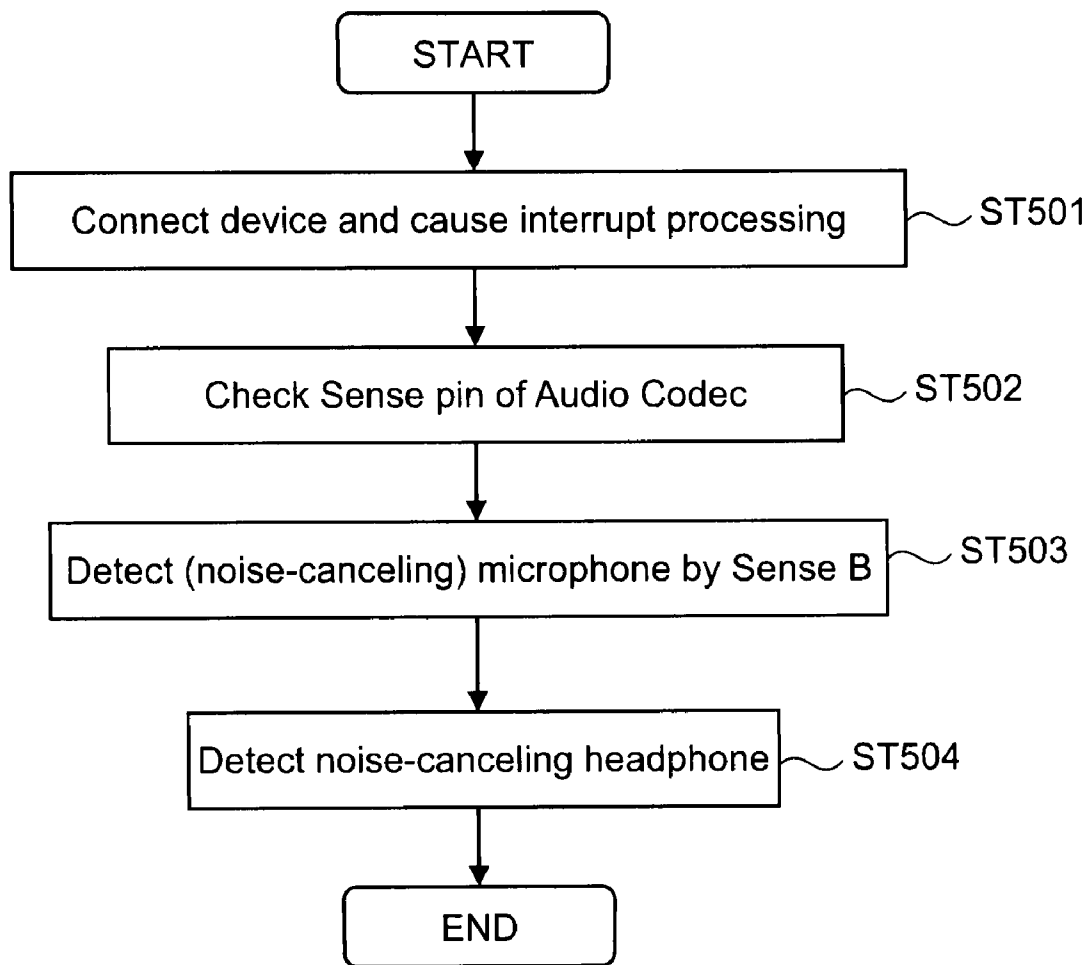 START
Connect device and cause interrupt processing
ST501
Check Sense pin of Audio Codec
ST502
Detect (noise-canceling) microphone by Sense B
ST503
Detect noise-canceling headphone
ST504
END